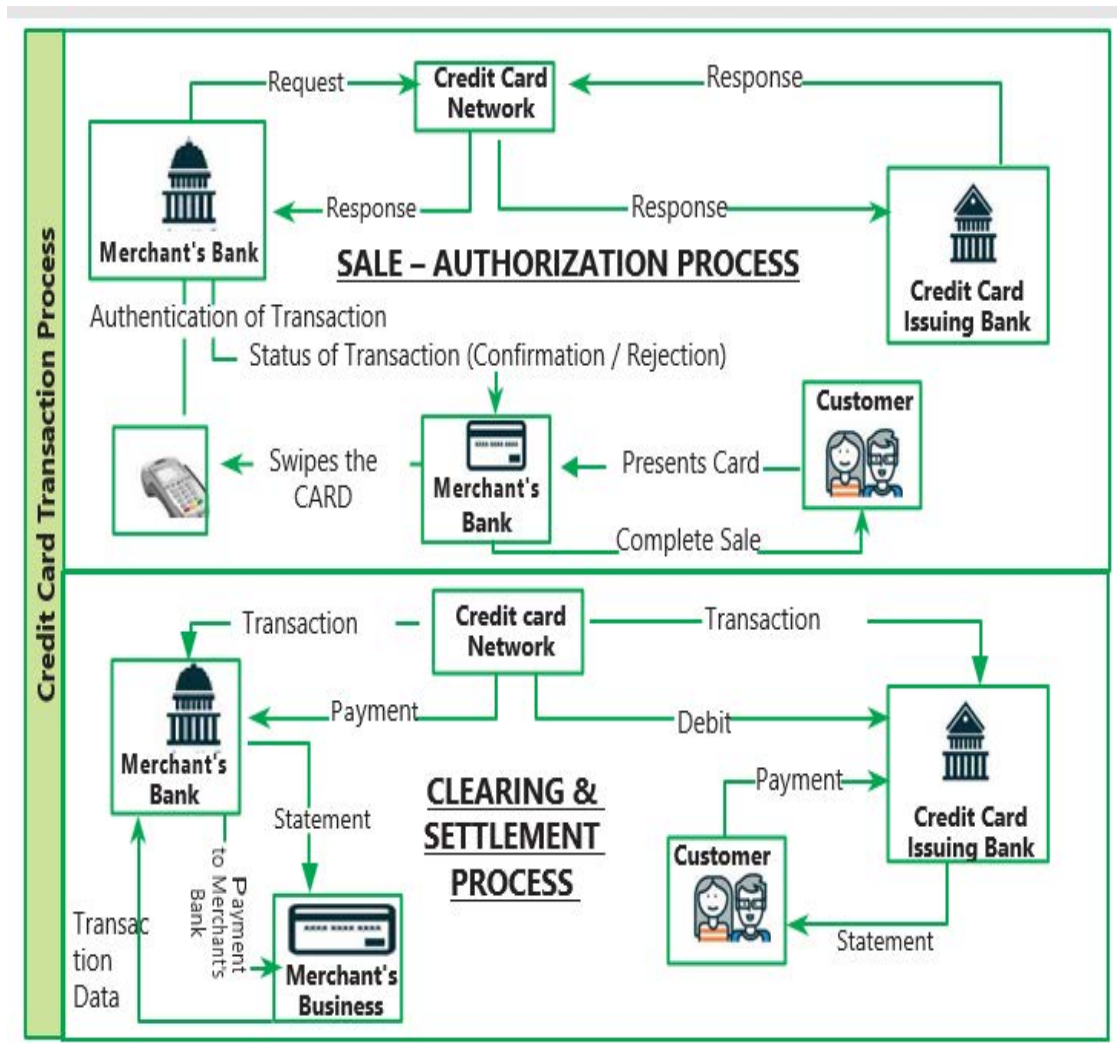 Credit Card Transaction Process
Request
Credit Card
Network
Response
Merchant's Bank
Response
Response
Credit Card
Issuing Bank
SALE – AUTHORIZATION PROCESS
Authentication of Transaction
Status of Transaction (Confirmation / Rejection)
Swipes the
CARD
Merchant's
Bank
Presents Card
Customer
Complete Sale
Transaction
Credit card
Network
Transaction
Merchant's
Bank
Payment
Debit
Credit Card
Issuing Bank
Statement
CLEARING &
SETTLEMENT
PROCESS
Payment
Customer
Statement
Transac
tion
Data
Payment
to Merchant's
Bank
Merchant's
Business